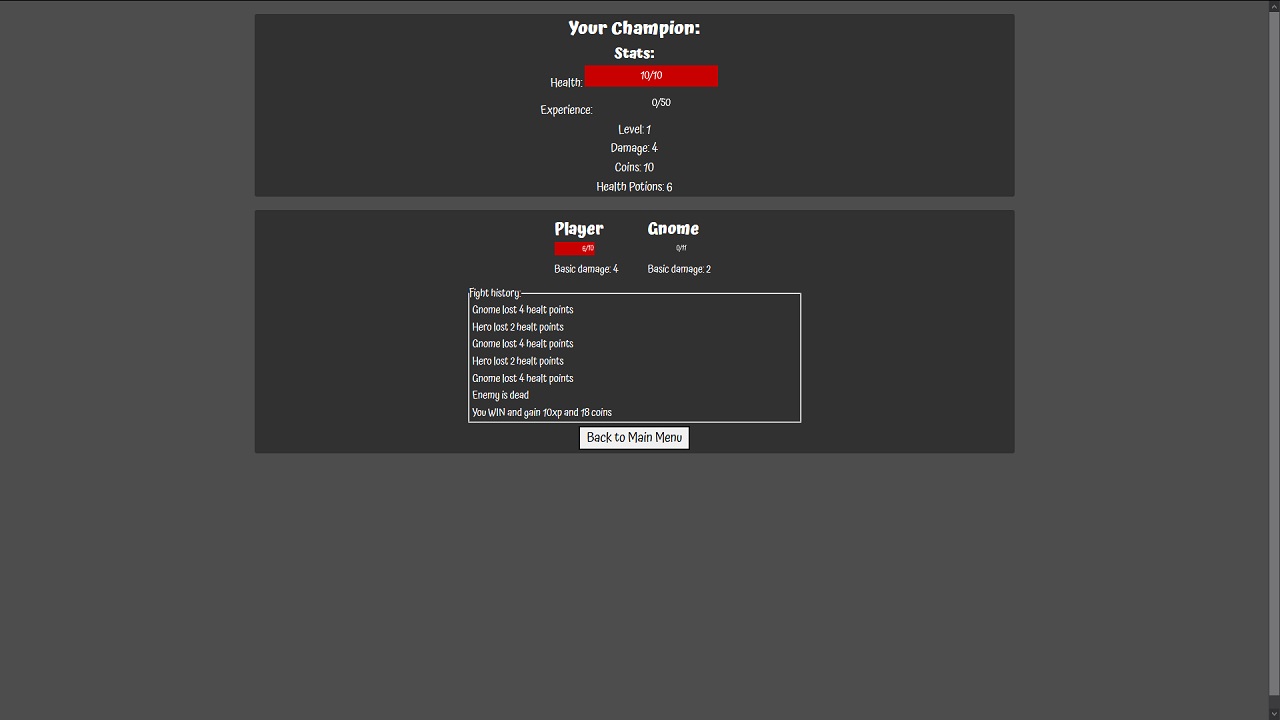 Your Champion:
Stats:
Health: 10/10
Experience: 0/50
Level: 1
Damage: 4
Coins: 10
Health Potions: 6
Player Gnome
6/10 0/11
Basic damage: 4 Basic damage: 2
Fight history:
Gnome lost 4 healt points
Hero lost 2 healt points
Gnome lost 4 healt points
Hero lost 2 healt points
Gnome lost 4 healt points
Enemy is dead
You WIN and gain 10xp and 18 coins
Back to Main Menu